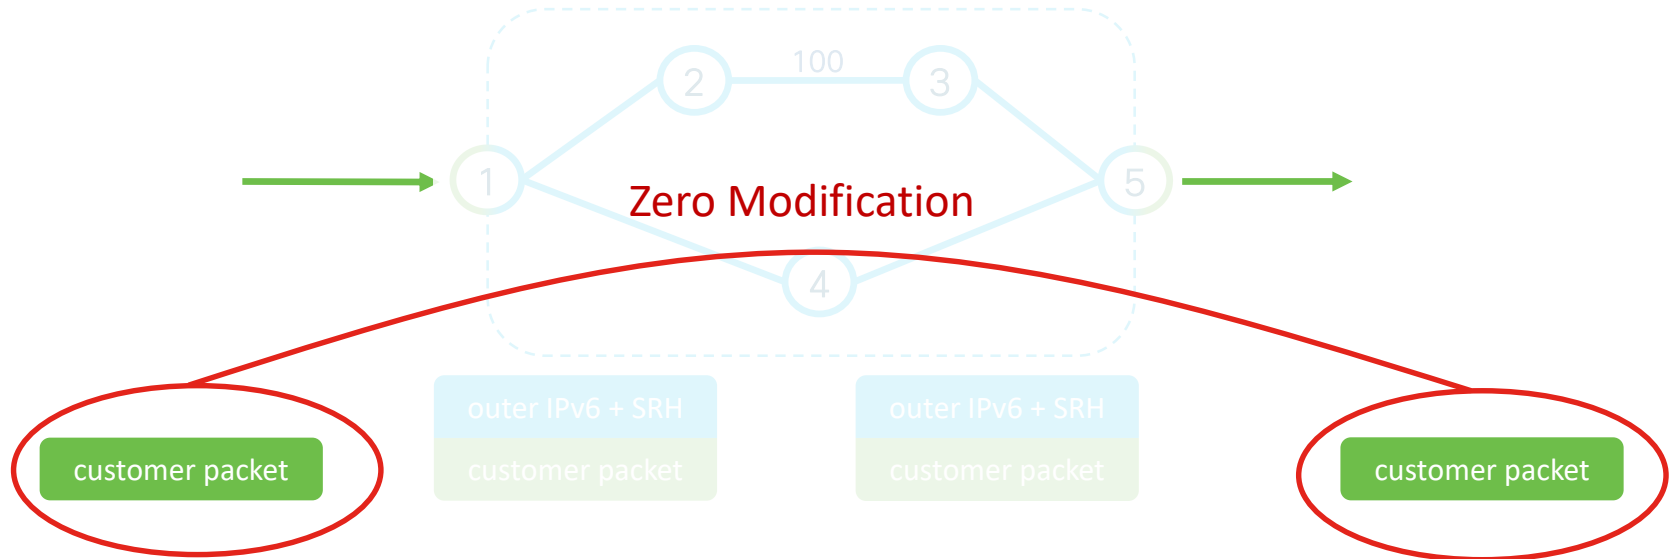 100
2
3
1
5
Zero Modification
4
outer IPv6 + SRH
outer IPv6 + SRH
customer packet
customer packet
customer packet
customer packet